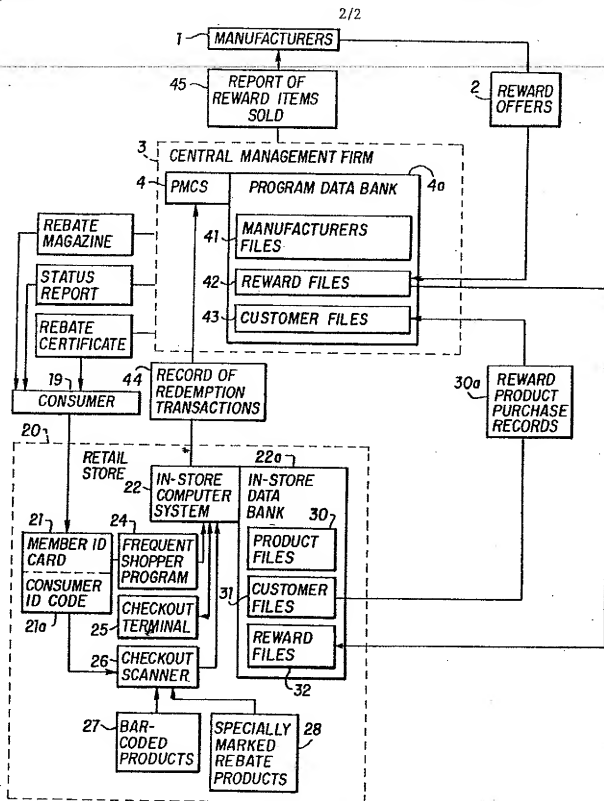 2/2
1
MANUFACTURERS
45
REPORT OF
REWARD ITEMS
SOLD
2
REWARD
OFFERS
3
CENTRAL MANAGEMENT FIRM
4
PMCS
PROGRAM DATA BANK
4a
41
MANUFACTURERS
FILES
42
REWARD FILES
43
CUSTOMER FILES
REBATE
MAGAZINE
STATUS
REPORT
REBATE
CERTIFICATE
19
CONSUMER
44
RECORD OF
REDEMPTION
TRANSACTIONS
30a
REWARD
PRODUCT
PURCHASE
RECORDS
20
RETAIL
STORE
22
IN-STORE
COMPUTER
SYSTEM
22a
IN-STORE
DATA
BANK
30
PRODUCT
FILES
31
CUSTOMER
FILES
REWARD
FILES
32
21
MEMBER ID
CARD
CONSUMER
ID CODE
21a
24
FREQUENT
SHOPPER
PROGRAM
CHECKOUT
TERMINAL
25
26
CHECKOUT
SCANNER
27
BAR-
CODED
PRODUCTS
SPECIALLY
MARKED
REBATE
PRODUCTS
28